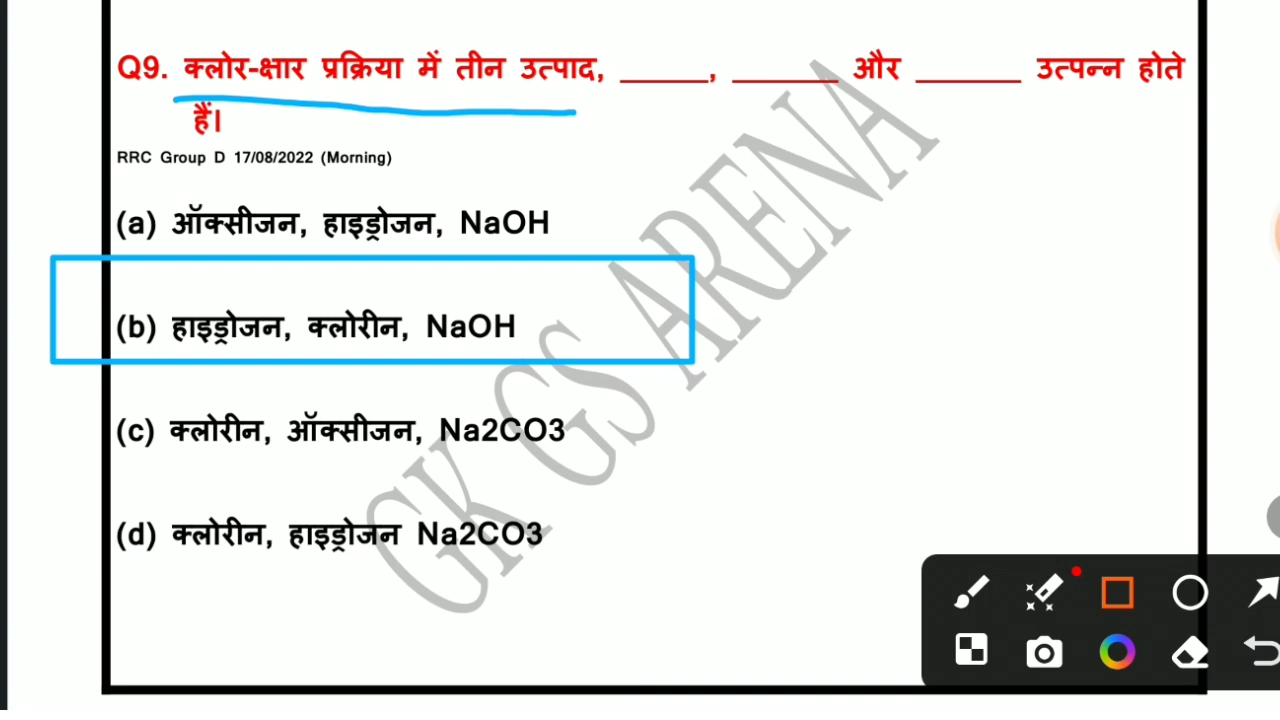 Q9. क्लोर-क्षार प्रक्रिया में तीन उत्पाद, _____, ______ और ______ उत्पन्न होते
हैं।
RRC Group D 17/08/2022 (Morning)
(a) ऑक्सीजन, हाइड्रोजन, NaOH
(b) हाइड्रोजन, क्लोरीन, NaOH
(c) क्लोरीन, ऑक्सीजन, Na2CO3
(d) क्लोरीन, हाइड्रोजन Na2CO3
GK GS ARENA